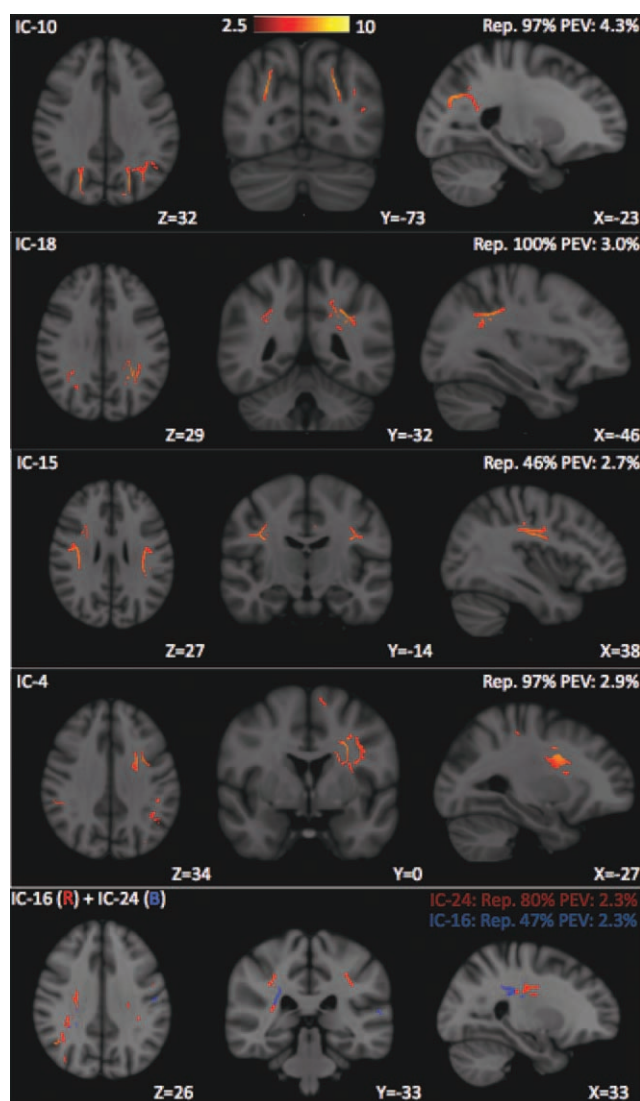 IC-10 2.5 10 Rep. 97% PEV: 4.3%
Z=32 Y=-73 X=-23
IC-18 Rep. 100% PEV: 3.0%
Z=29 Y=-32 X=-46
IC-15 Rep. 46% PEV: 2.7%
Z=27 Y=-14 X=38
IC-4 Rep. 97% PEV: 2.9%
Z=34 Y=0 X=-27
IC-16 (R) + IC-24 (B) IC-24: Rep. 80% PEV: 2.3%
IC-16: Rep. 47% PEV: 2.3%
Z=26 Y=-33 X=33